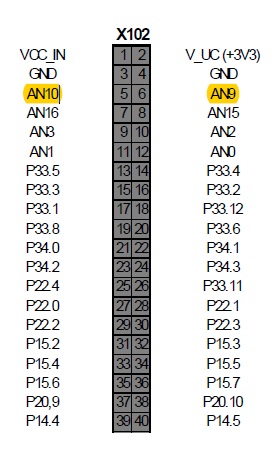 X102
VCC_IN 1 2 V_UC (+3V3)
GND 3 4 GND
AN10 5 6 AN9
AN16 7 8 AN15
AN3 9 10 AN2
AN1 11 12 AN0
P33.5 13 14 P33.4
P33.3 15 16 P33.2
P33.1 17 18 P33.12
P33.8 19 20 P33.6
P34.0 21 22 P34.1
P34.2 23 24 P34.3
P22.4 25 26 P33.11
P22.0 27 28 P22.1
P22.2 29 30 P22.3
P15.2 31 32 P15.3
P15.4 33 34 P15.5
P15.6 35 36 P15.7
P20,9 37 38 P20.10
P14.4 39 40 P14.5